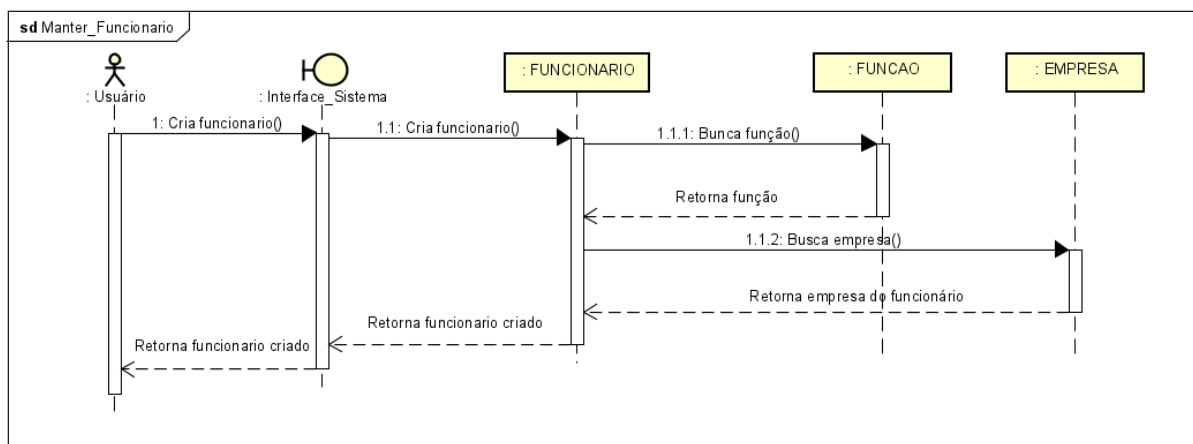 sd Manter_Funcionario
: Usuário
: Interface_Sistema
: FUNCIONÁRIO
: FUNCAO
: EMPRESA
1: Cria funcionario()
1.1: Cria funcionario()
1.1.1: Bunca função()
Retorna função
1.1.2: Busca empresa()
Retorna empresa do funcionário
Retorna funcionario criado
Retorna funcionario criado